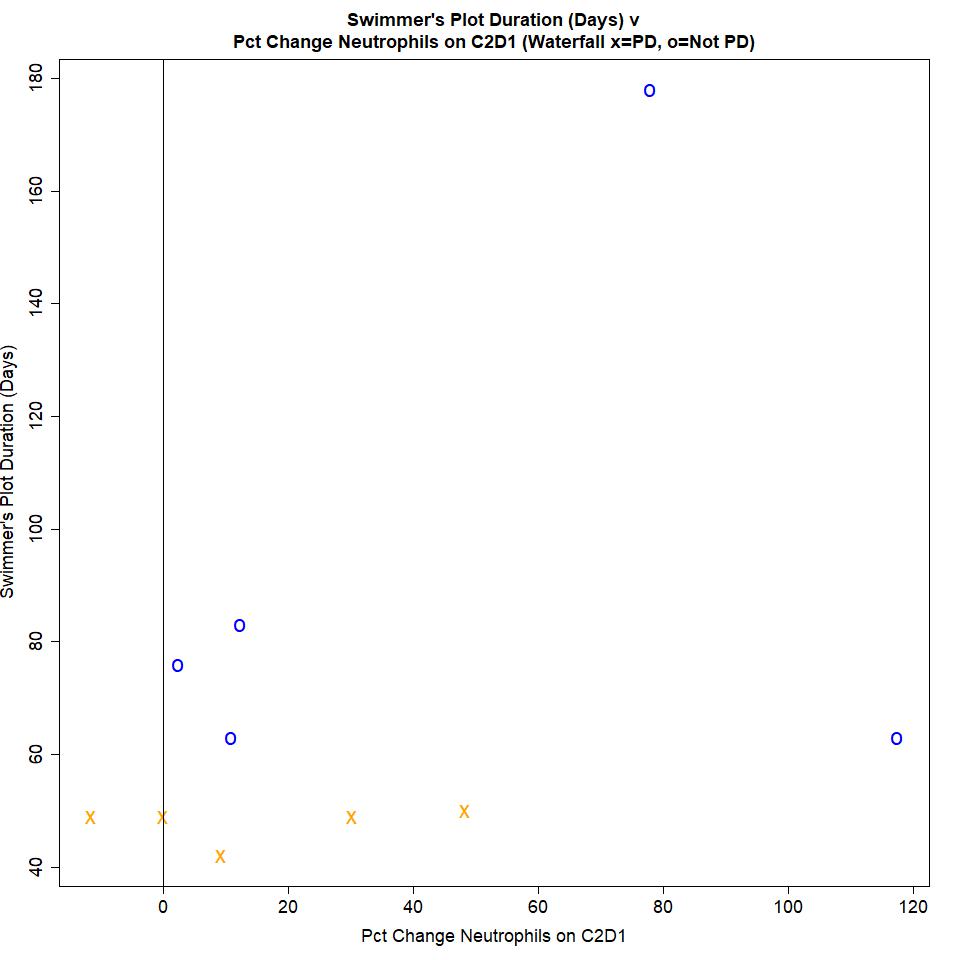 Swimmer's Plot Duration (Days) v
Pct Change Neutrophils on C2D1 (Waterfall x=PD, o=Not PD)
Swimmer's Plot Duration (Days)
180
160
140
120
100
80
60
40
O
O
O
O
O
X
X
X
X
X
0
20
40
60
80
100
120
Pct Change Neutrophils on C2D1